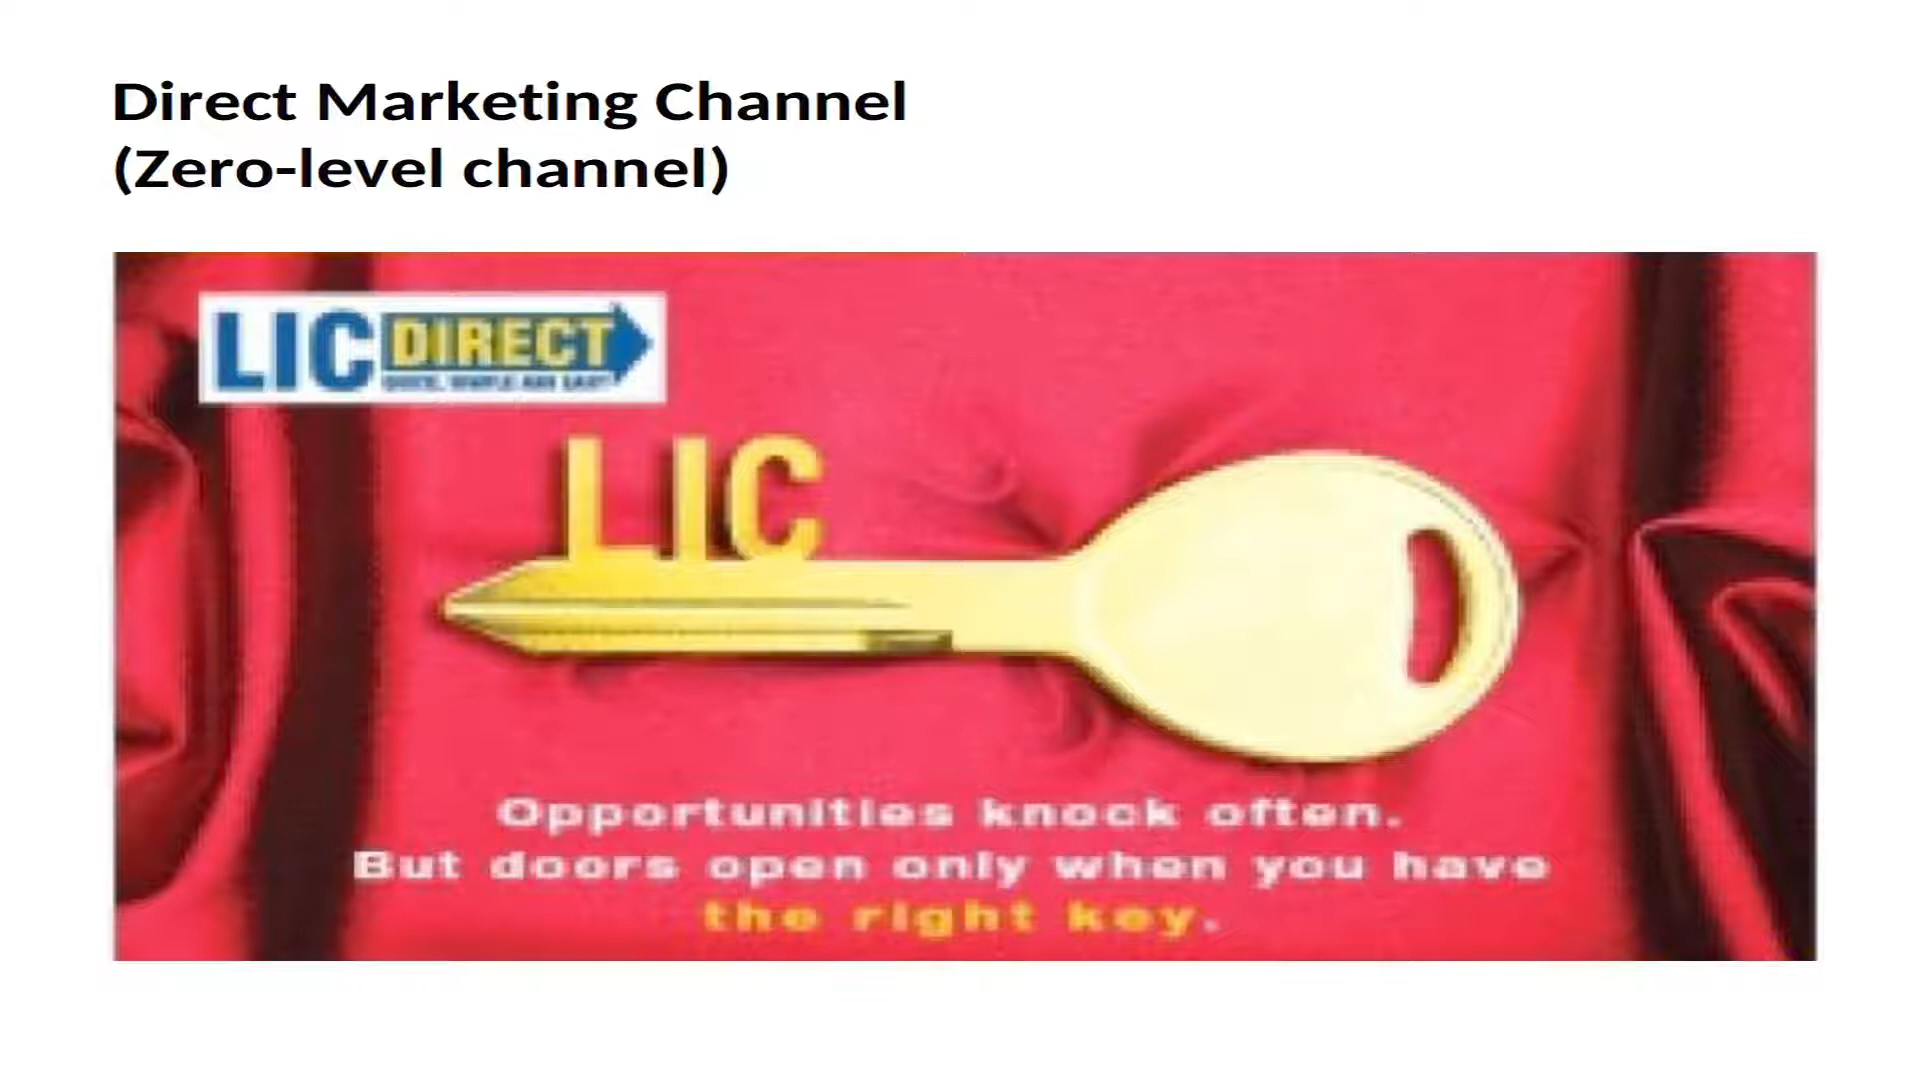 Direct Marketing Channel
(Zero-level channel)
LIC DIRECT
LIC
Opportunities knock often.
But doors open only when you have
the right key.